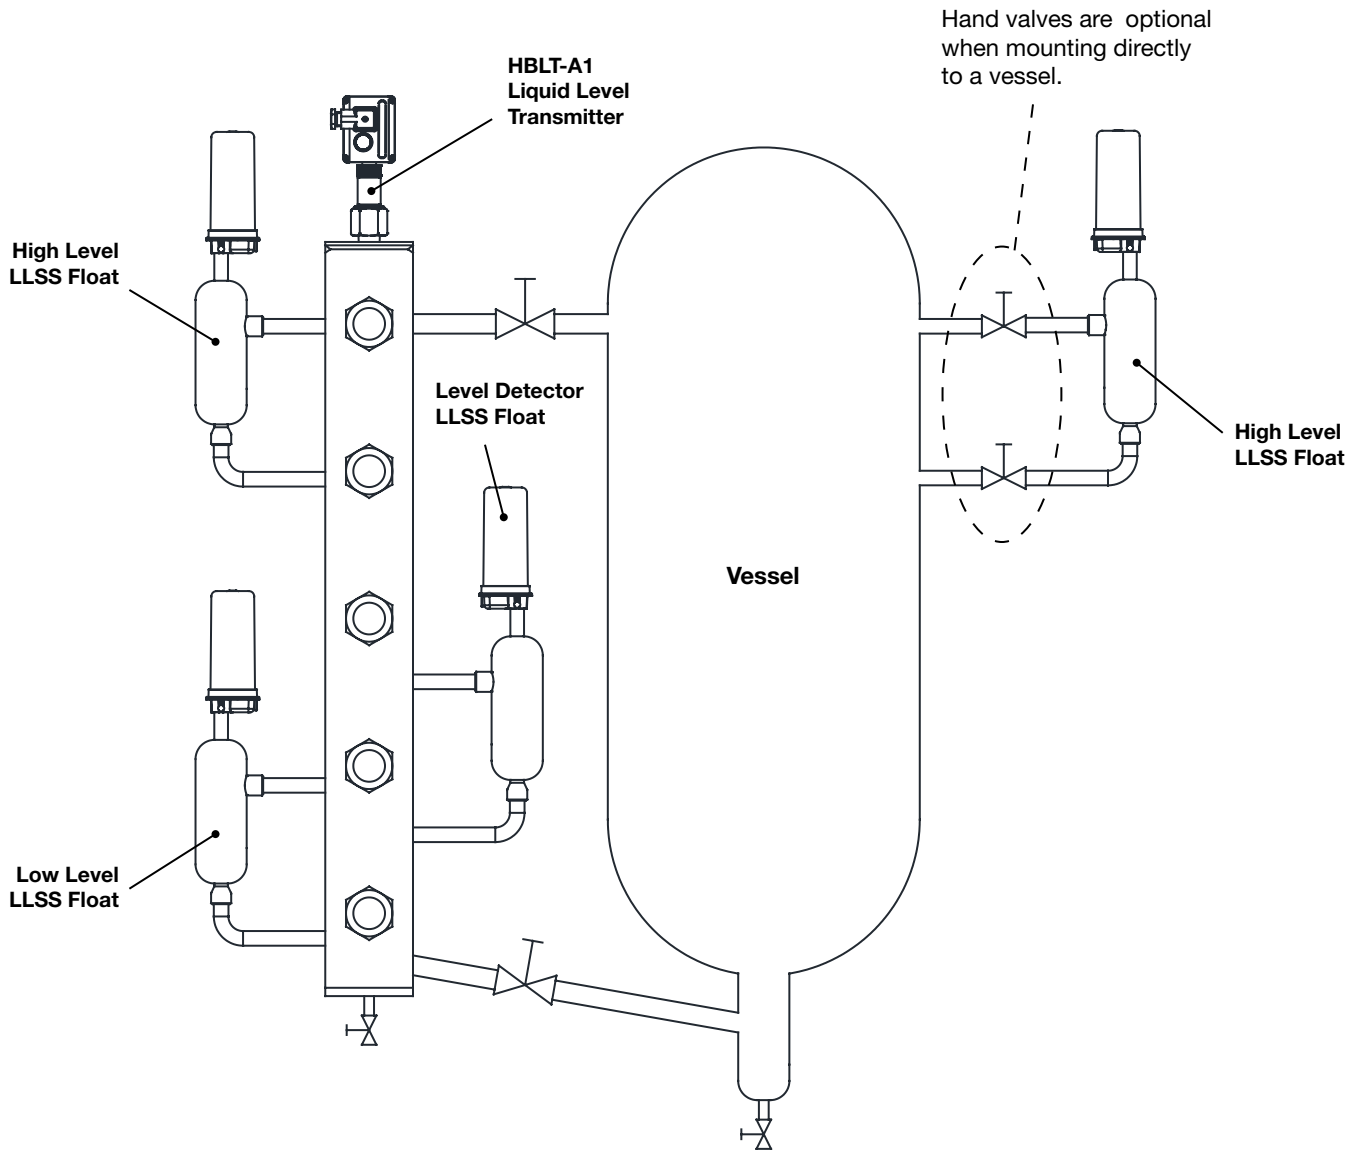 Hand valves are optional
when mounting directly
to a vessel.
HBLT-A1
Liquid Level
Transmitter
High Level
LLSS Float
Level Detector
LLSS Float
High Level
LLSS Float
Vessel
Low Level
LLSS Float